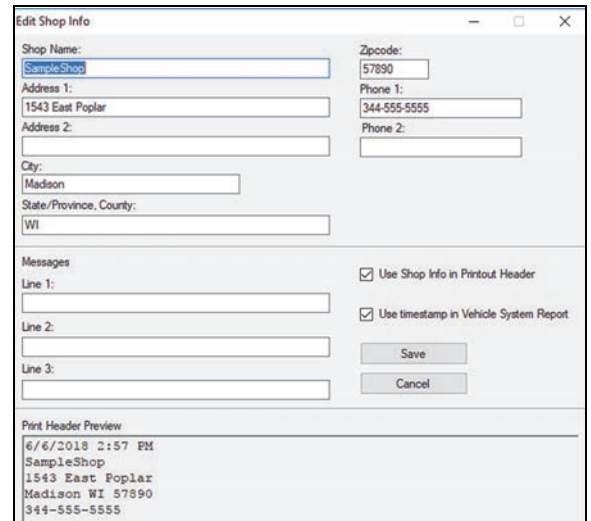 Edit Shop Info
Shop Name:
SampleShop
Address 1:
1543 East Poplar
Address 2:
City:
Madison
State/Province, County:
WI
Zipcode:
57890
Phone 1:
344-555-5555
Phone 2:
Messages
Line 1:
Line 2:
Line 3:
Use Shop Info in Printout Header
Use timestamp in Vehicle System Report
Save
Cancel
Print Header Preview
6/6/2018 2:57 PM
SampleShop
1543 East Poplar
Madison WI 57890
344-555-5555